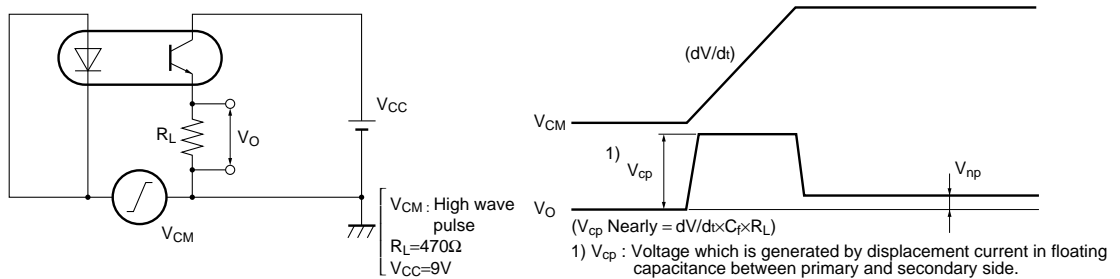 V_CC
R_L
V_O
V_CM
V_CM : High wave
pulse
R_L=470Ω
V_CC=9V
(dV/dt)
V_CM
1)
V_cp
V_np
V_O
(V_cp Nearly = dV/dt×C_f×R_L)
1) V_cp : Voltage which is generated by displacement current in floating
capacitance between primary and secondary side.